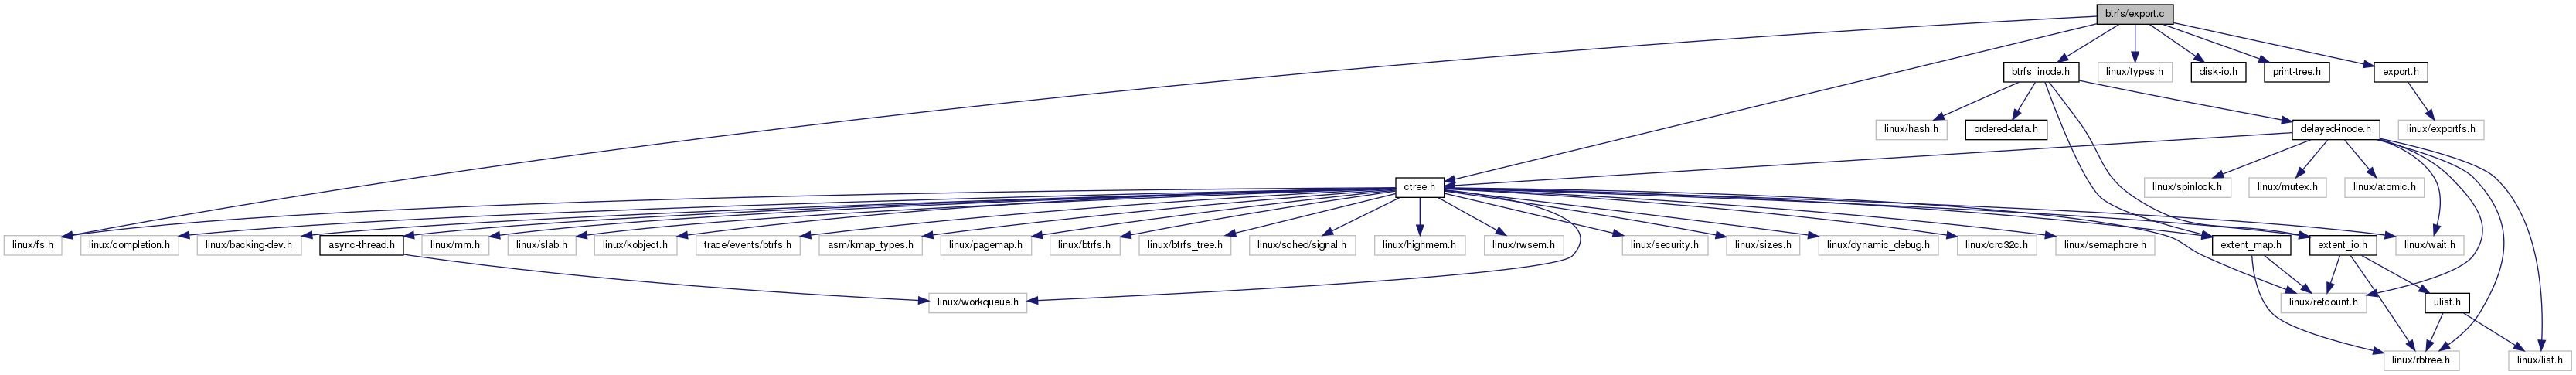 btrfs/export.c
btrfs_inode.h
linux/types.h
disk-io.h
print-tree.h
export.h
linux/hash.h
ordered-data.h
delayed-inode.h
linux/exportfs.h
ctree.h
linux/spinlock.h
linux/mutex.h
linux/atomic.h
linux/fs.h
linux/completion.h
linux/backing-dev.h
async-thread.h
linux/mm.h
linux/slab.h
linux/kobject.h
trace/events/btrfs.h
asm/kmap_types.h
linux/pagemap.h
linux/btrfs.h
linux/btrfs_tree.h
linux/sched/signal.h
linux/highmem.h
linux/rwsem.h
linux/security.h
linux/sizes.h
linux/dynamic_debug.h
linux/crc32c.h
linux/semaphore.h
extent_map.h
extent_io.h
linux/wait.h
linux/workqueue.h
linux/refcount.h
ulist.h
linux/rbtree.h
linux/list.h